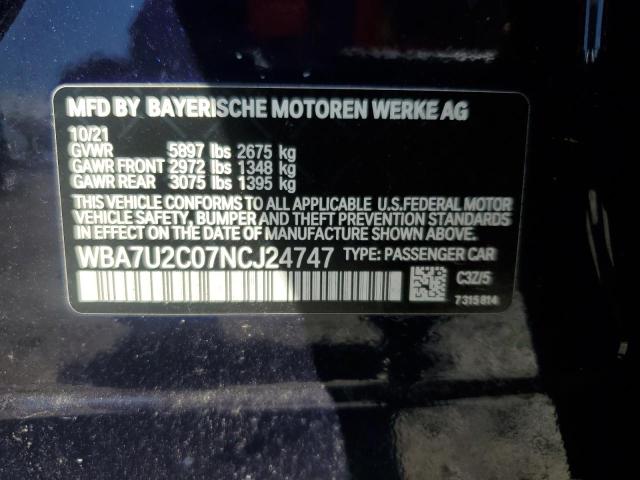 MFD BY BAYERISCHE MOTOREN WERKE AG
10/21
GVWR 5897 lbs 2675 kg
GAWR FRONT 2972 lbs 1348 kg
GAWR REAR 3075 lbs 1395 kg
THIS VEHICLE CONFORMS TO ALL APPLICABLE U.S.FEDERAL MOTOR
VEHICLE SAFETY, BUMPER AND THEFT PREVENTION STANDARDS
IN EFFECT ON THE DATE OF MANUFACTURE SHOWN ABOVE.
WBA7U2C07NCJ24747 TYPE: PASSENGER CAR
C3Z/5
7315814